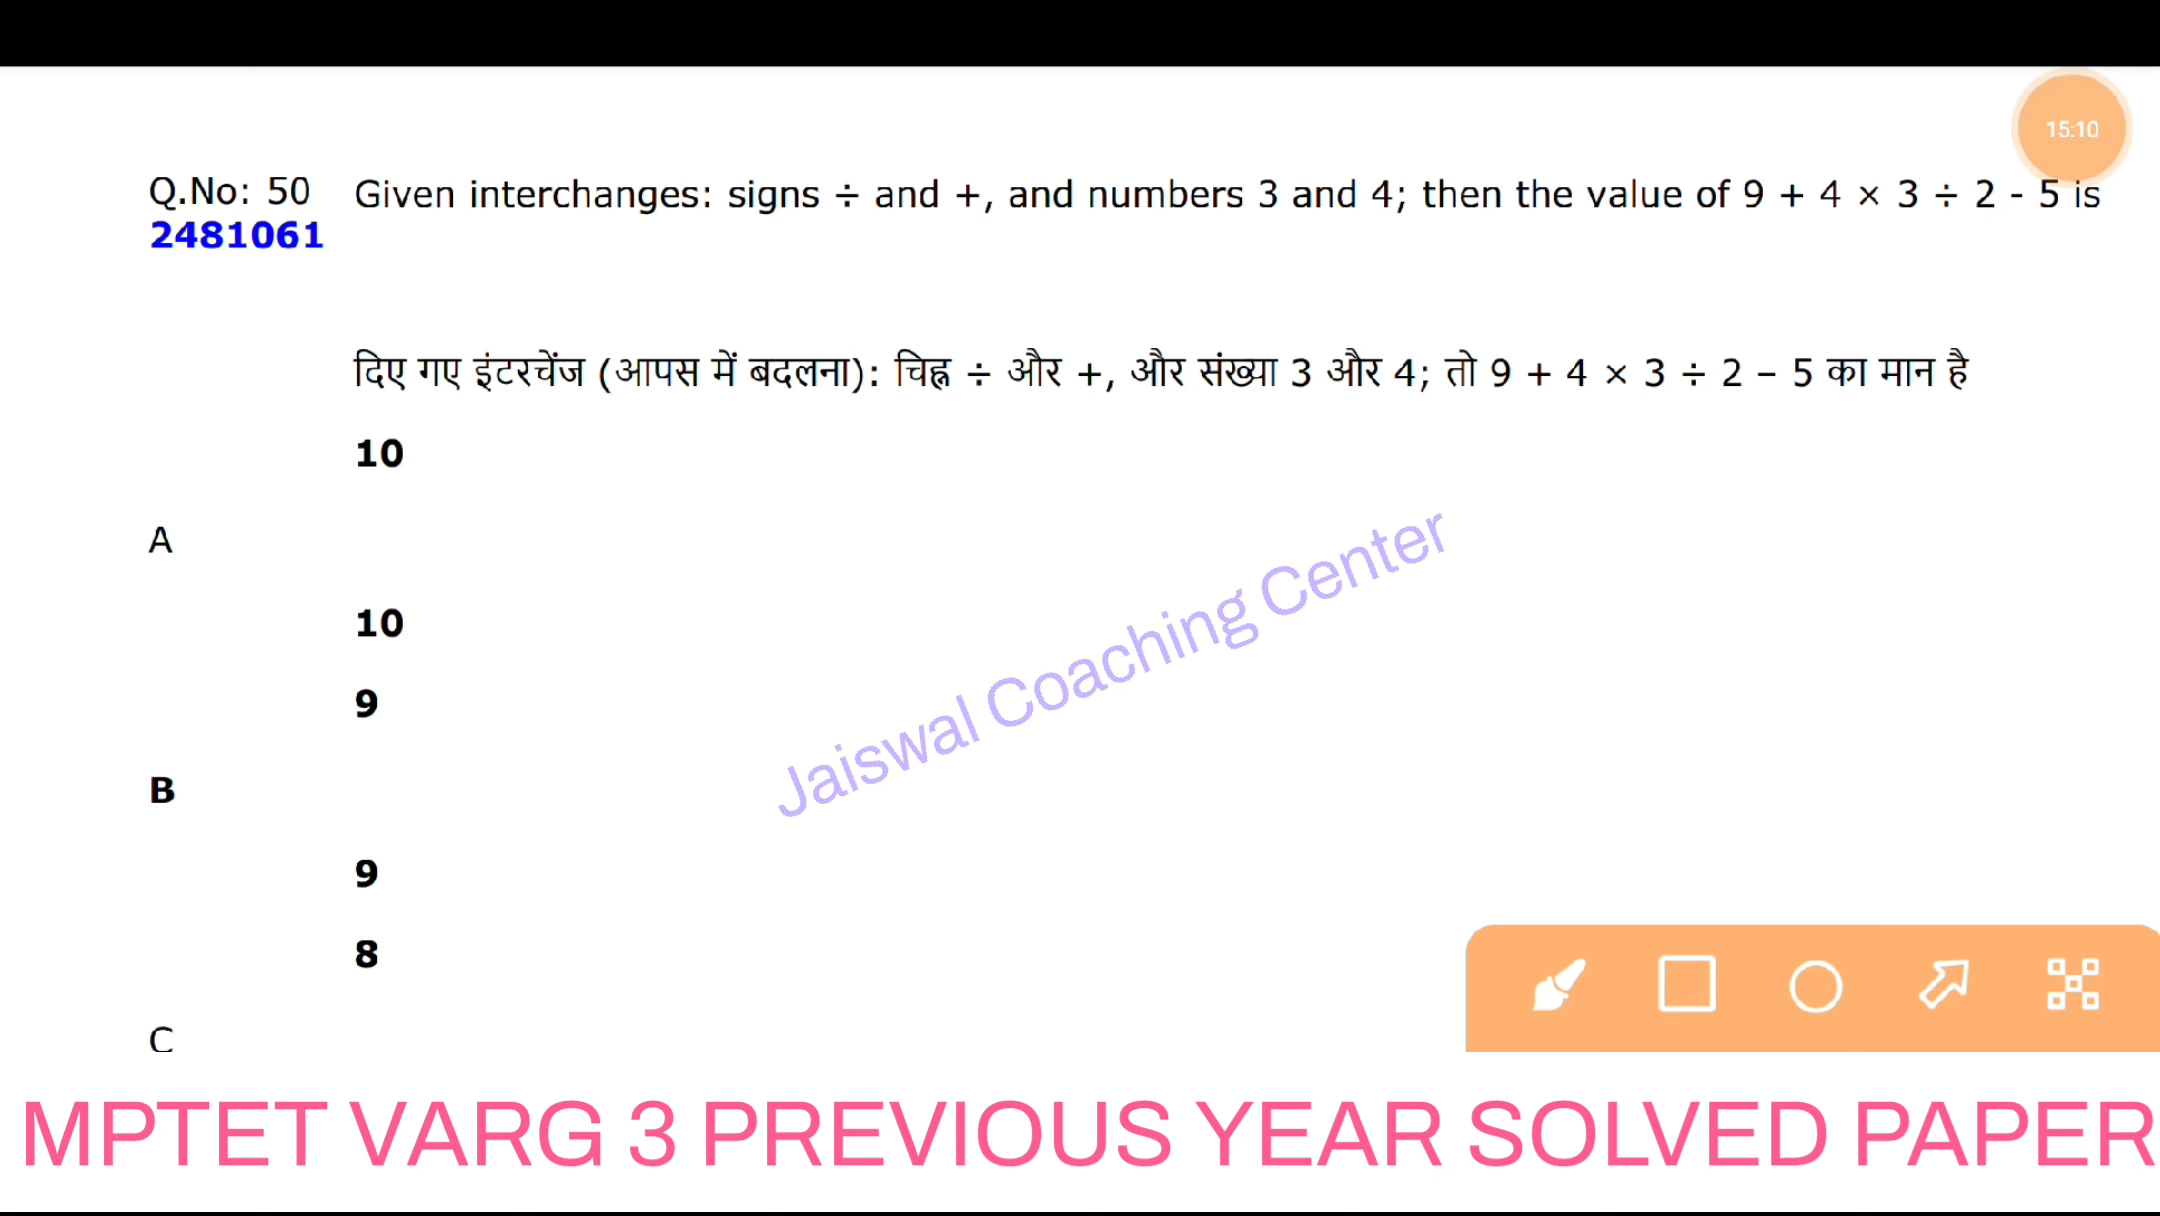 15:10
Q.No: 50 Given interchanges: signs ÷ and +, and numbers 3 and 4; then the value of 9 + 4 × 3 ÷ 2 - 5 is
2481061
दिए गए इंटरचेंज (आपस में बदलना): चिह्न ÷ और +, और संख्या 3 और 4; तो 9 + 4 × 3 ÷ 2 – 5 का मान है
10
A
10
9
B
9
8
C
Jaiswal Coaching Center
MPTET VARG 3 PREVIOUS YEAR SOLVED PAPER